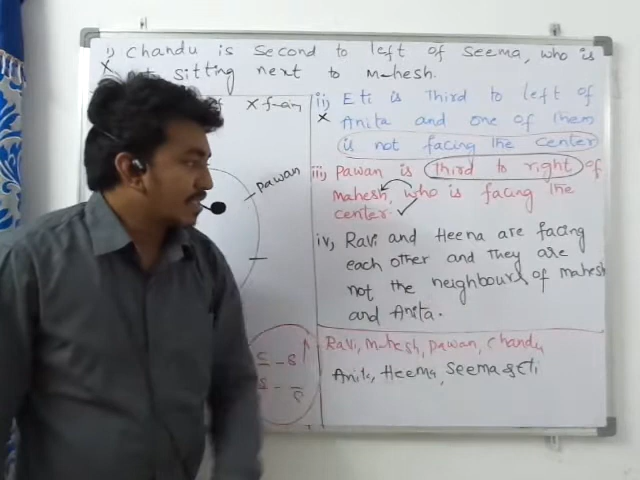 i) Chandu is Second to left of Seema, who is
X sitting next to Mahesh.
X f-ain
ii) Eti is Third to left of
X Anita and one of Them
is not facing the center
iii) Pawan is Third to right of
Mahesh, who is facing the
center.
iv) Ravi and Heena are facing
each other and They are
not the neighbours of Mahesh
and Anita.
Pawan
Ravi, Mahesh, Pawan, Chandu
Anita, Heema, Seema & Eti